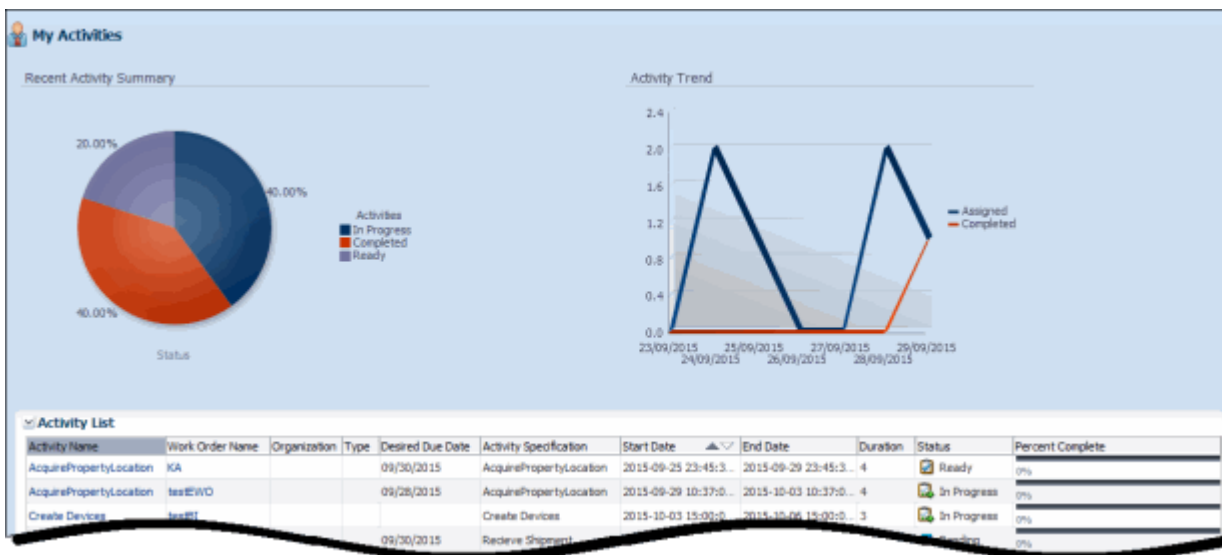 My Activities
Recent Activity Summary
20.00%
40.00%
40.00%
Activities
In Progress
Completed
Ready
Status
Activity Trend
2.4
2.0
1.6
1.2
0.8
0.4
0.0
23/09/2015 25/09/2015 27/09/2015 29/09/2015
24/09/2015 26/09/2015 28/09/2015
Assigned
Completed
Activity List
Activity Name Work Order Name Organization Type Desired Due Date Activity Specification Start Date End Date Duration Status Percent Complete
AcquirePropertyLocation KA 09/30/2015 AcquirePropertyLocation 2015-09-25 23:45:3... 2015-09-29 23:45:3... 4 Ready 0%
AcquirePropertyLocation testEWO 09/28/2015 AcquirePropertyLocation 2015-09-29 10:37:0... 2015-10-03 10:37:0... 4 In Progress 0%
Create Devices Create Devices 2015-10-03 15:00:0... 2015-10-06 15:00:0... 3 In Progress 0%
09/30/2015 Recieve Shipment 0%